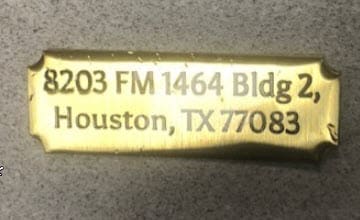 8203 FM 1464 Bldg 2,
Houston, TX 77083